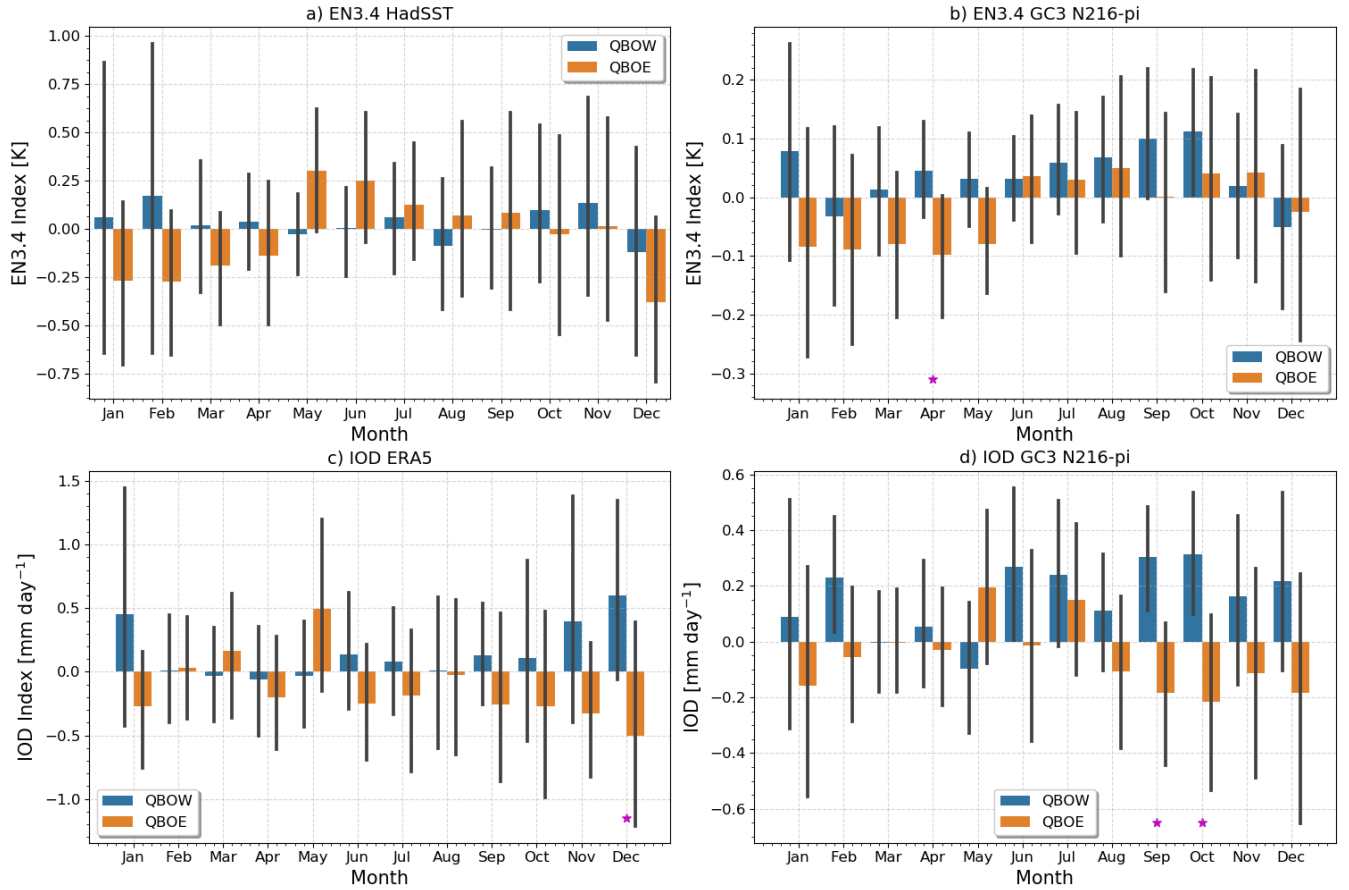 a) EN3.4 HadSST
EN3.4 Index [K]
1.00
0.75
0.50
0.25
0.00
−0.25
−0.50
−0.75
QBOW
QBOE
Jan Feb Mar Apr May Jun Jul Aug Sep Oct Nov Dec
Month
b) EN3.4 GC3 N216-pi
EN3.4 Index [K]
0.2
0.1
0.0
−0.1
−0.2
−0.3
QBOW
QBOE
Jan Feb Mar Apr May Jun Jul Aug Sep Oct Nov Dec
Month
c) IOD ERA5
IOD Index [mm day⁻¹]
1.5
1.0
0.5
0.0
−0.5
−1.0
QBOW
QBOE
Jan Feb Mar Apr May Jun Jul Aug Sep Oct Nov Dec
Month
d) IOD GC3 N216-pi
IOD [mm day⁻¹]
0.6
0.4
0.2
0.0
−0.2
−0.4
−0.6
QBOW
QBOE
Jan Feb Mar Apr May Jun Jul Aug Sep Oct Nov Dec
Month